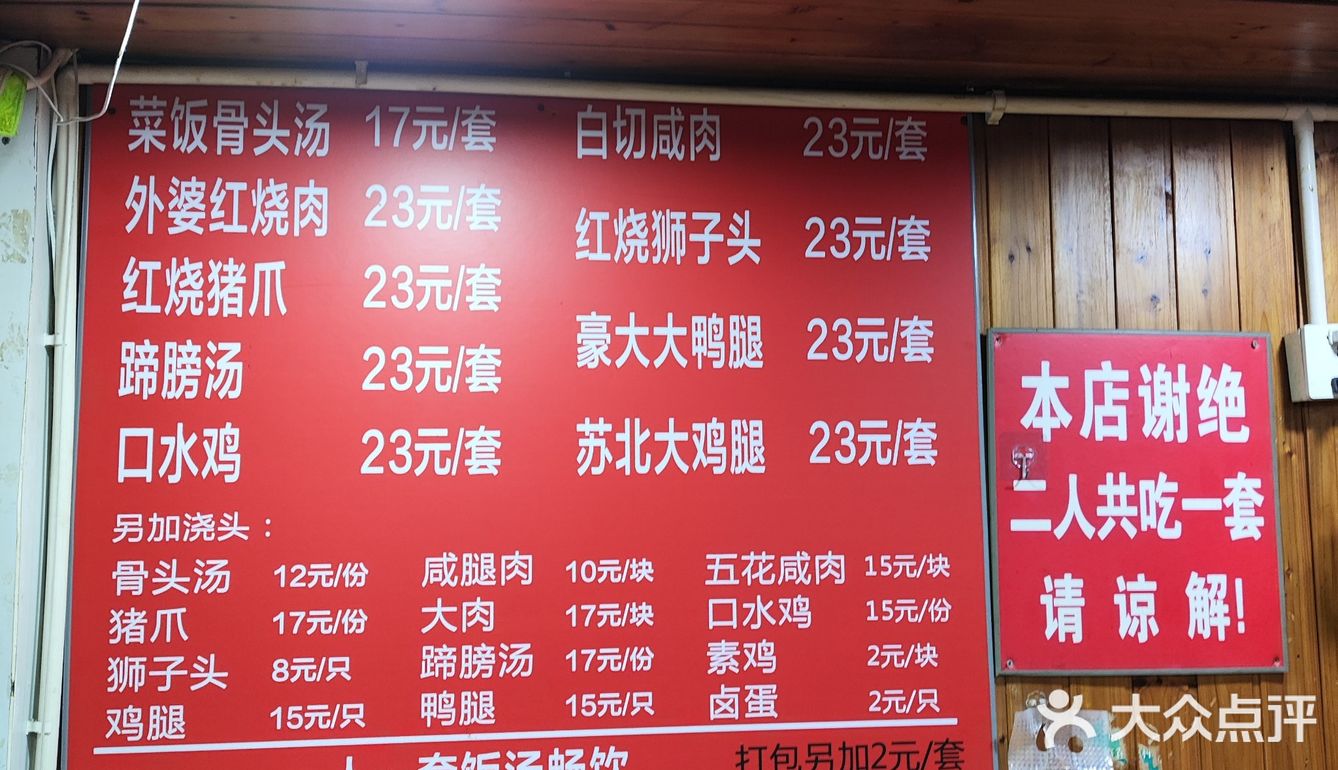 菜饭骨头汤 17元/套 白切咸肉 23元/套
外婆红烧肉 23元/套 红烧狮子头 23元/套
红烧猪爪 23元/套
蹄膀汤 23元/套 豪大大鸭腿 23元/套
口水鸡 23元/套 苏北大鸡腿 23元/套
另加浇头：
骨头汤 12元/份 咸腿肉 10元/块 五花咸肉 15元/块
猪爪 17元/份 大肉 17元/块 口水鸡 15元/份
狮子头 8元/只 蹄膀汤 17元/份 素鸡 2元/块
鸡腿 15元/只 鸭腿 15元/只 卤蛋 2元/只
一套饭汤畅饮 打包另加2元/套
本店谢绝
二人共吃一套
请谅解!
大众点评